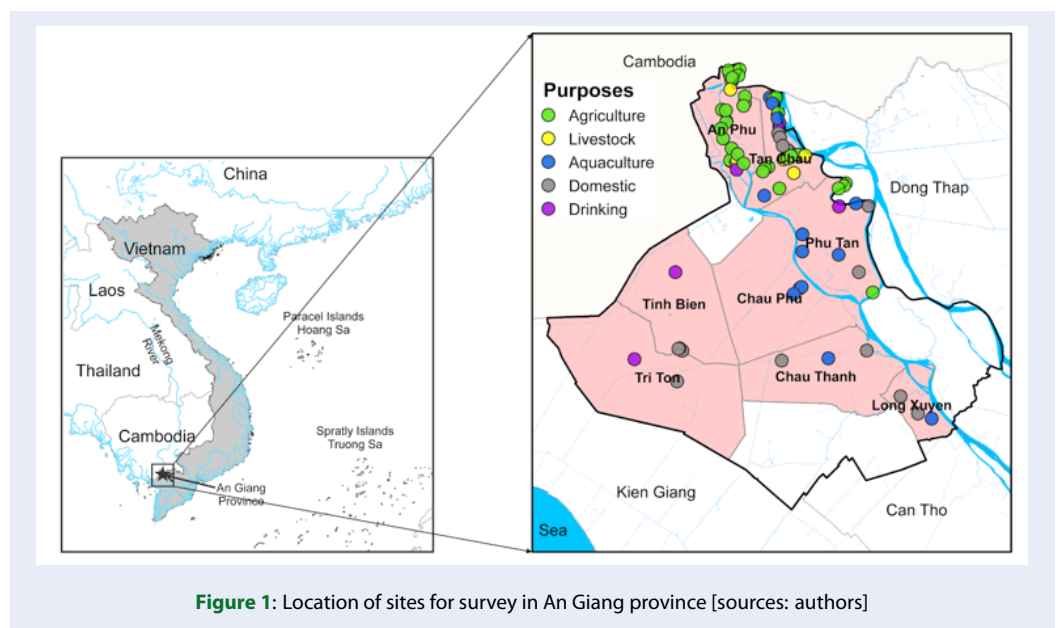 China
Vietnam
Laos
Paracel Islands
Hoang Sa
Mekong
River
Thailand
Cambodia
Spratly Islands
Truong Sa
An Giang
Province
Cambodia
Purposes
Agriculture
Livestock
Aquaculture
Domestic
Drinking
An Phu
Tan Chau
Dong Thap
Phu Tan
Tinh Bien
Chau Phu
Tri Ton
Chau Thanh
Long Xuyen
Kien Giang
Can Tho
Sea
Figure 1: Location of sites for survey in An Giang province [sources: authors]